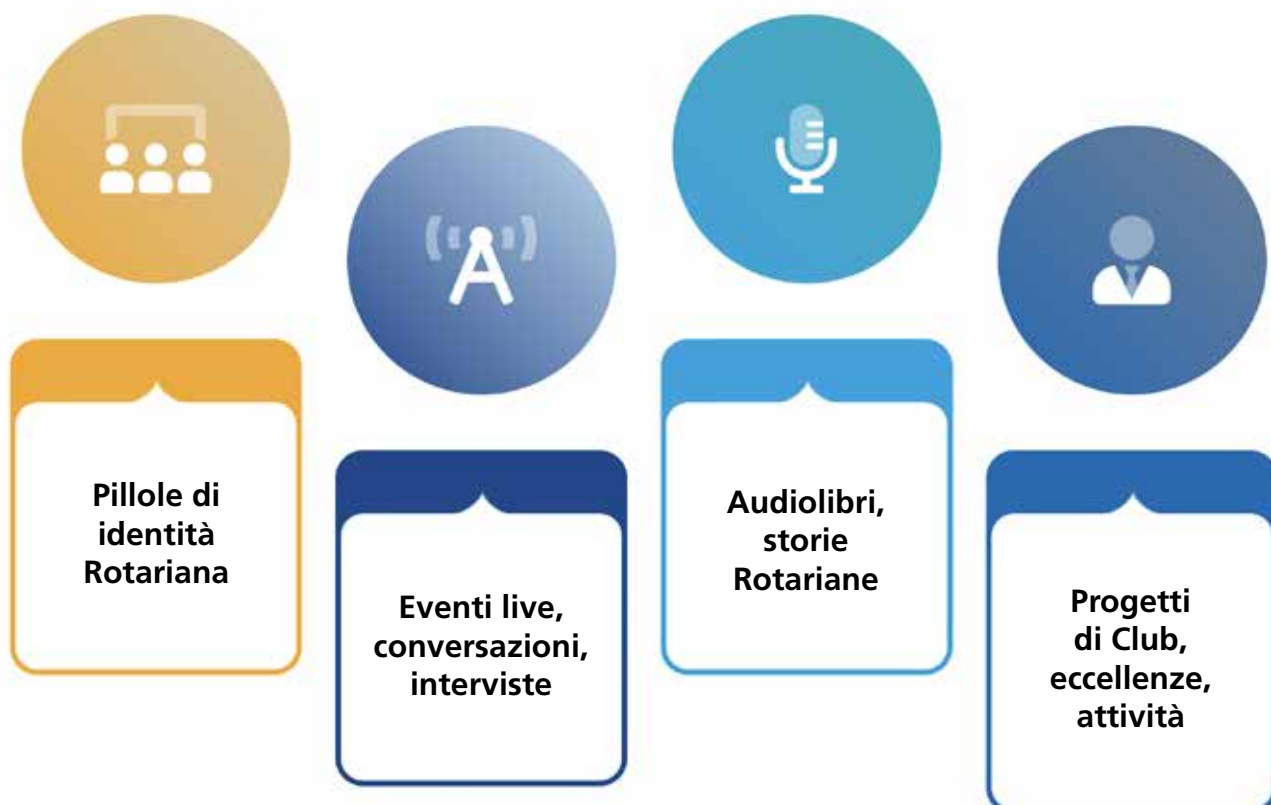 Pillole di
identità
Rotariana
Eventi live,
conversazioni,
interviste
Audiolibri,
storie
Rotariane
Progetti
di Club,
eccellenze,
attività